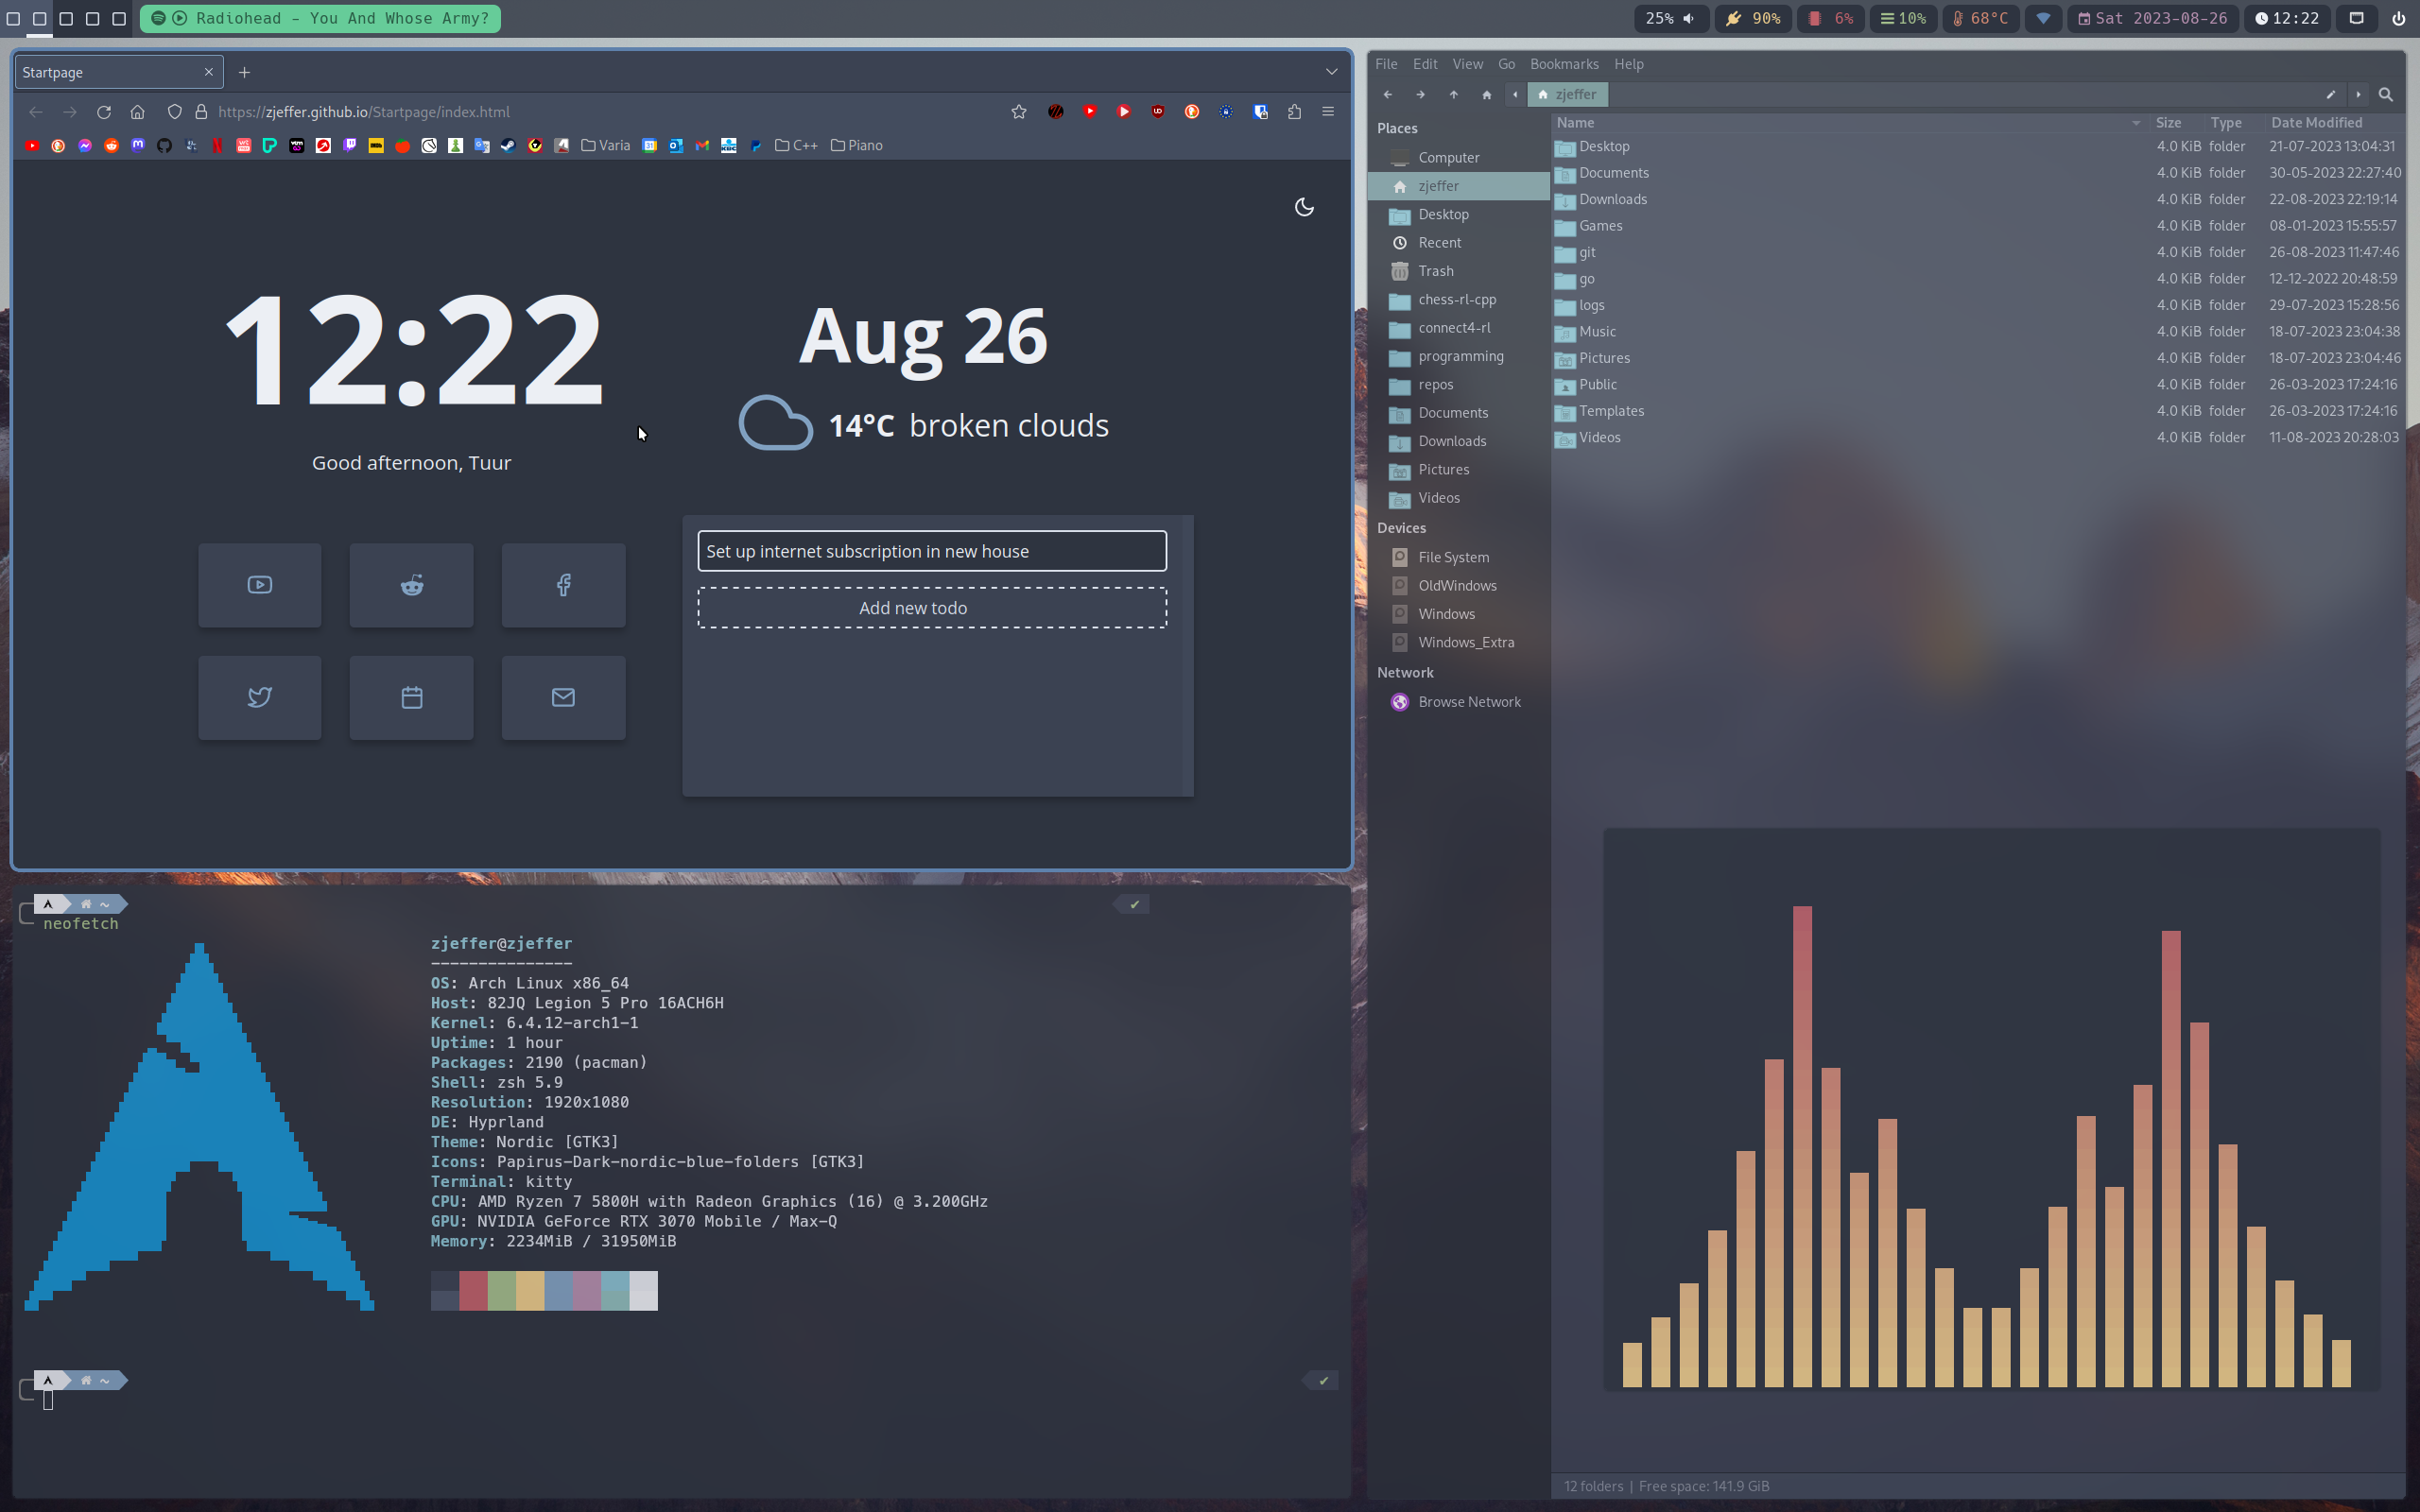 Radiohead - You And Whose Army?
25%
90%
6%
10%
68°C
Sat 2023-08-26
12:22
Startpage
https://zjeffer.github.io/Startpage/index.html
Varia
C++
Piano
12:22
Good afternoon, Tuur
Aug 26
14°C broken clouds
Set up internet subscription in new house
Add new todo
neofetch
zjeffer@zjeffer
---------------
OS: Arch Linux x86_64
Host: 82JQ Legion 5 Pro 16ACH6H
Kernel: 6.4.12-arch1-1
Uptime: 1 hour
Packages: 2190 (pacman)
Shell: zsh 5.9
Resolution: 1920x1080
DE: Hyprland
Theme: Nordic [GTK3]
Icons: Papirus-Dark-nordic-blue-folders [GTK3]
Terminal: kitty
CPU: AMD Ryzen 7 5800H with Radeon Graphics (16) @ 3.200GHz
GPU: NVIDIA GeForce RTX 3070 Mobile / Max-Q
Memory: 2234MiB / 31950MiB
~
File Edit View Go Bookmarks Help
zjeffer
Places
Computer
zjeffer
Desktop
Recent
Trash
chess-rl-cpp
connect4-rl
programming
repos
Documents
Downloads
Pictures
Videos
Devices
File System
OldWindows
Windows
Windows_Extra
Network
Browse Network
Name Size Type Date Modified
Desktop 4.0 KiB folder 21-07-2023 13:04:31
Documents 4.0 KiB folder 30-05-2023 22:27:40
Downloads 4.0 KiB folder 22-08-2023 22:19:14
Games 4.0 KiB folder 08-01-2023 15:55:57
git 4.0 KiB folder 26-08-2023 11:47:46
go 4.0 KiB folder 12-12-2022 20:48:59
logs 4.0 KiB folder 29-07-2023 15:28:56
Music 4.0 KiB folder 18-07-2023 23:04:38
Pictures 4.0 KiB folder 18-07-2023 23:04:46
Public 4.0 KiB folder 26-03-2023 17:24:16
Templates 4.0 KiB folder 26-03-2023 17:24:16
Videos 4.0 KiB folder 11-08-2023 20:28:03
12 folders | Free space: 141.9 GiB